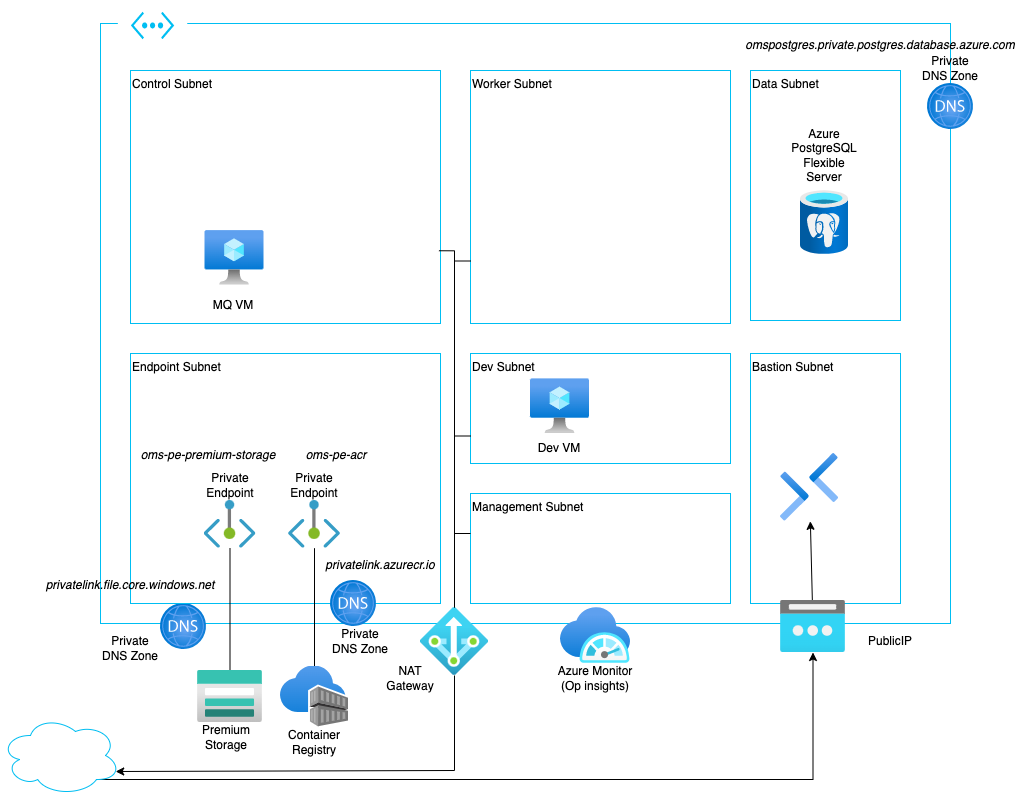 omspostgres.private.postgres.database.azure.com
Private
DNS Zone
DNS
Control Subnet
Worker Subnet
Data Subnet
Azure
PostgreSQL
Flexible
Server
MQ VM
Endpoint Subnet
Dev Subnet
Bastion Subnet
Dev VM
oms-pe-premium-storage
oms-pe-acr
Private
Endpoint
Private
Endpoint
Management Subnet
privatelink.azurecr.io
privatelink.file.core.windows.net
DNS
DNS
Private
DNS Zone
Private
DNS Zone
PublicIP
NAT
Gateway
Azure Monitor
(Op insights)
Premium
Storage
Container
Registry